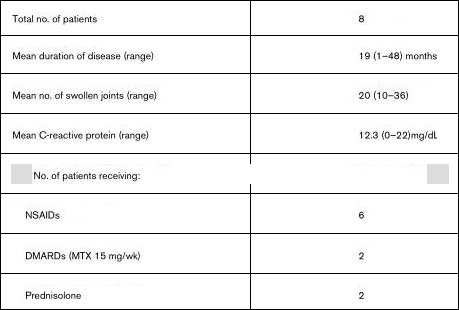 Total no. of patients 8
Mean duration of disease (range) 19 (1–48) months
Mean no. of swollen joints (range) 20 (10–36)
Mean C-reactive protein (range) 12.3 (0–22)mg/dl
No. of patients receiving:
NSAIDs 6
DMARDs (MTX 15 mg/wk) 2
Prednisolone 2